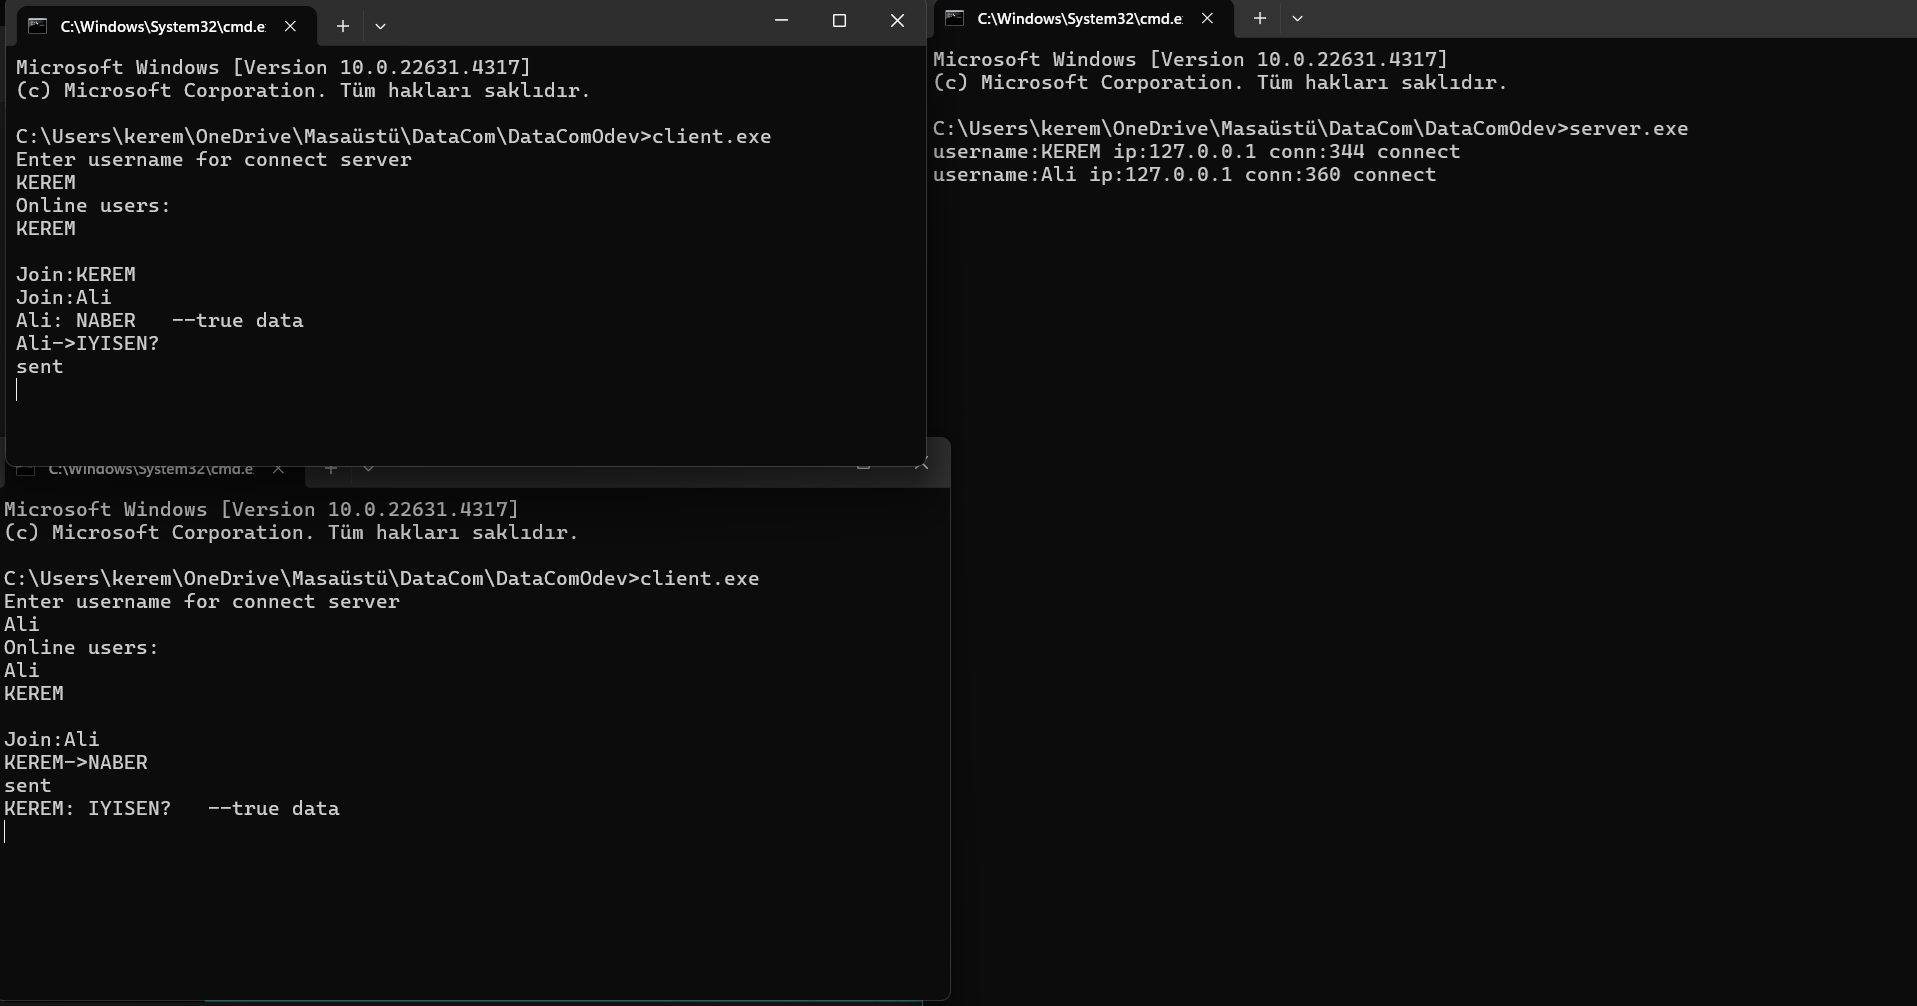 C:\Windows\System32\cmd.e
Microsoft Windows [Version 10.0.22631.4317]
(c) Microsoft Corporation. Tüm hakları saklıdır.
C:\Users\kerem\OneDrive\Masaüstü\DataCom\DataComOdev>client.exe
Enter username for connect server
KEREM
Online users:
KEREM
Join:KEREM
Join:Ali
Ali: NABER   --true data
Ali->IYISEN?
sent
C:\Windows\System32\cmd.e
Microsoft Windows [Version 10.0.22631.4317]
(c) Microsoft Corporation. Tüm hakları saklıdır.
C:\Users\kerem\OneDrive\Masaüstü\DataCom\DataComOdev>client.exe
Enter username for connect server
Ali
Online users:
Ali
KEREM
Join:Ali
KEREM->NABER
sent
KEREM: IYISEN?   --true data
C:\Windows\System32\cmd.e
Microsoft Windows [Version 10.0.22631.4317]
(c) Microsoft Corporation. Tüm hakları saklıdır.
C:\Users\kerem\OneDrive\Masaüstü\DataCom\DataComOdev>server.exe
username:KEREM ip:127.0.0.1 conn:344 connect
username:Ali ip:127.0.0.1 conn:360 connect